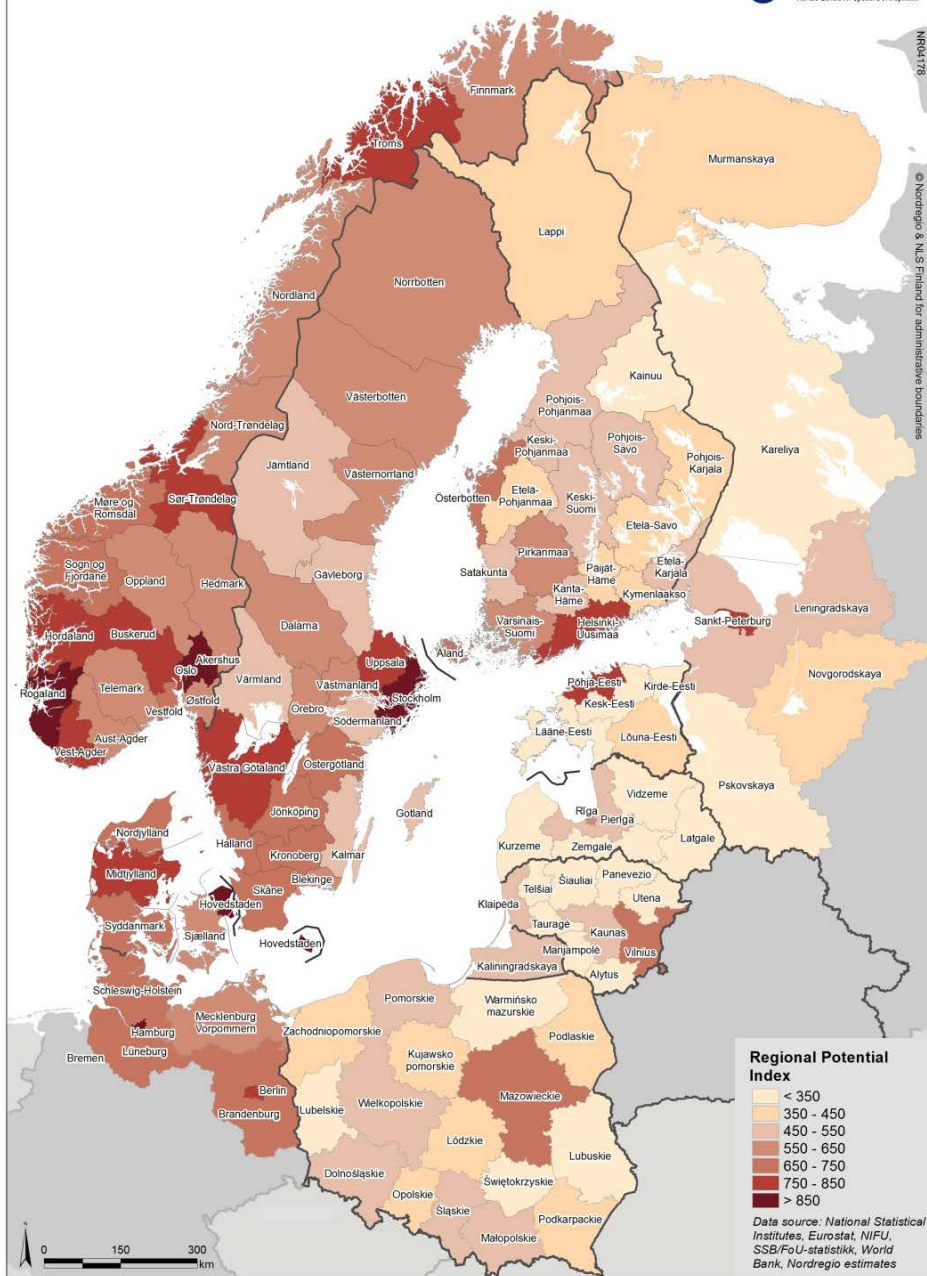 NR04178
© Nordregio & NLS Finland for administrative boundaries
Finnmark
Troms
Murmanskaya
Lappi
Norrbotten
Nordland
Kainuu
Västerbotten
Pohjois-
Pohjanmaa
Nord-Trøndelag
Keski-
Pohjanmaa
Pohjois-
Savo
Pohjois-
Karjala
Kareliya
Jämtland
Västernorrland
Österbotten
Etelä-
Pohjanmaa
Sør-Trøndelag
Møre og
Romsdal
Keski-
Suomi
Etelä-Savo
Sogn og
Fjordane
Oppland
Hedmark
Gävleborg
Satakunta
Pirkanmaa
Päijät-
Häme
Etelä-
Karjala
Kanta-
Häme
Kymenlaakso
Leningradskaya
Dalarna
Varsinais-
Suomi
Helsinki-
Uusimaa
Sankt-Peterburg
Hordaland
Buskerud
Åland
Uppsala
Akershus
Oslo
Värmland
Västmanland
Stockholm
Novgorodskaya
Rogaland
Telemark
Vestfold
Østfold
Örebro
Södermanland
Põhja-Eesti
Kirde-Eesti
Kesk-Eesti
Lääne-Eesti
Lõuna-Eesti
Aust-Agder
Vest-Agder
Västra Götaland
Östergötland
Pskovskaya
Jönköping
Gotland
Vidzeme
Rīga
Pierīga
Nordjylland
Halland
Kronoberg
Kalmar
Kurzeme
Zemgale
Latgale
Midtjylland
Blekinge
Skåne
Telšiai
Šiauliai
Panevezio
Utena
Klaipėda
Hovedstaden
Syddanmark
Sjælland
Hovedstaden
Tauragė
Kaunas
Vilnius
Marijampolė
Kaliningradskaya
Alytus
Schleswig-Holstein
Mecklenburg
Vorpommern
Pomorskie
Warmińsko
mazurskie
Hamburg
Zachodniopomorskie
Podlaskie
Bremen
Lüneburg
Kujawsko
pomorskie
Berlin
Brandenburg
Lubelskie
Wielkopolskie
Mazowieckie
Lódzkie
Lubuskie
Dolnośląskie
Świętokrzyskie
Opolskie
Śląskie
Małopolskie
Podkarpackie
Regional Potential
Index
< 350
350 - 450
450 - 550
550 - 650
650 - 750
750 - 850
> 850
Data source: National Statistical
Institutes, Eurostat, NIFU,
SSB/FoU-statistikk, World
Bank, Nordregio estimates
0 150 300
km